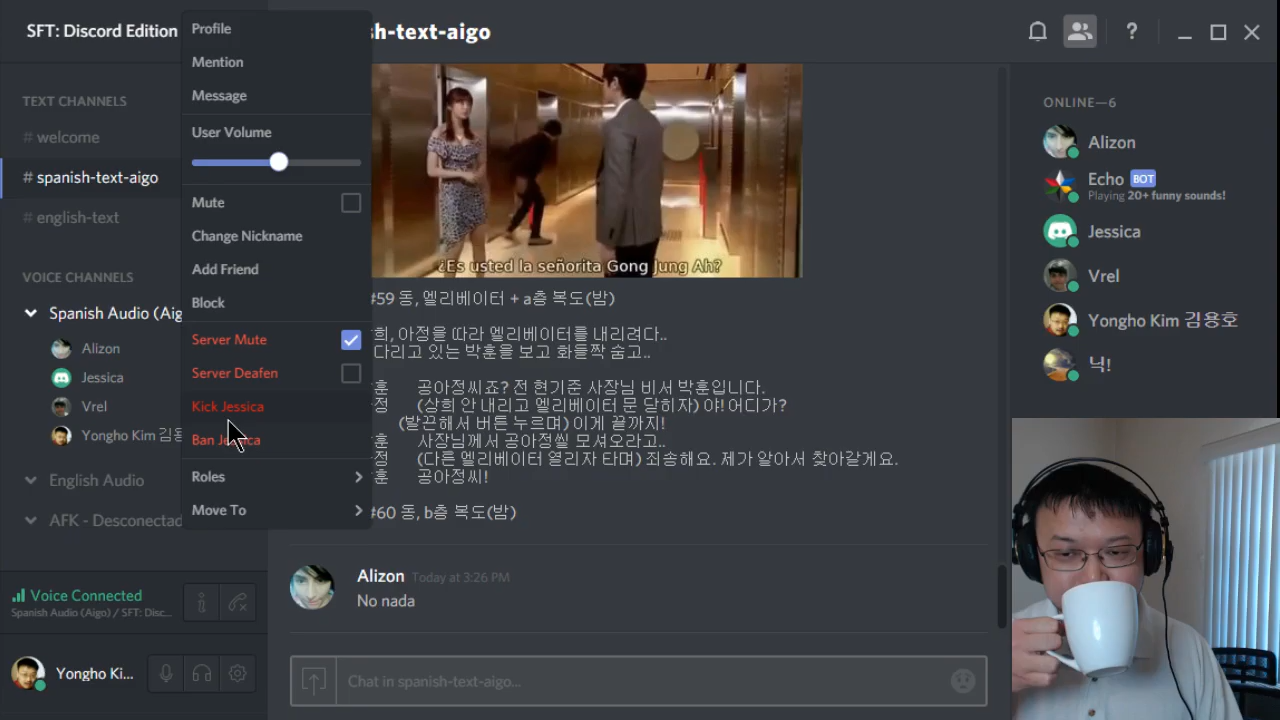 SFT: Discord Edition
TEXT CHANNELS
# welcome
# spanish-text-aigo
# english-text
VOICE CHANNELS
Spanish Audio (Aig
Alizon
Jessica
Vrel
Yongho Kim 김용
English Audio
AFK - Desconectad
Voice Connected
Spanish Audio (Aigo) / SFT: Disc...
Yongho Ki...
Profile
Mention
Message
User Volume
Mute
Change Nickname
Add Friend
Block
Server Mute
Server Deafen
Kick Jessica
Ban Jessica
Roles
Move To
sh-text-aigo
¿Es usted la señorita Gong Jung Ah?
#59 동, 엘리베이터 + a층 복도(밤)
희, 아정을 따라 엘리베이터를 내리려다..
다리고 있는 박훈을 보고 화들짝 숨고..
훈 공아정씨죠? 전 현기준 사장님 비서 박훈입니다.
정 (상희 안 내리고 엘리베이터 문 닫히자) 야! 어디가?
(발끈해서 버튼 누르며) 이게 끝까지!
훈 사장님께서 공아정씰 모셔오라고..
정 (다른 엘리베이터 열리자 타며) 죄송해요. 제가 알아서 찾아갈게요.
훈 공아정씨!
#60 동, b층 복도(밤)
Alizon Today at 3:26 PM
No nada
Chat in spanish-text-aigo...
?
ONLINE—6
Alizon
Echo BOT
Playing 20+ funny sounds!
Jessica
Vrel
Yongho Kim 김용호
닉!